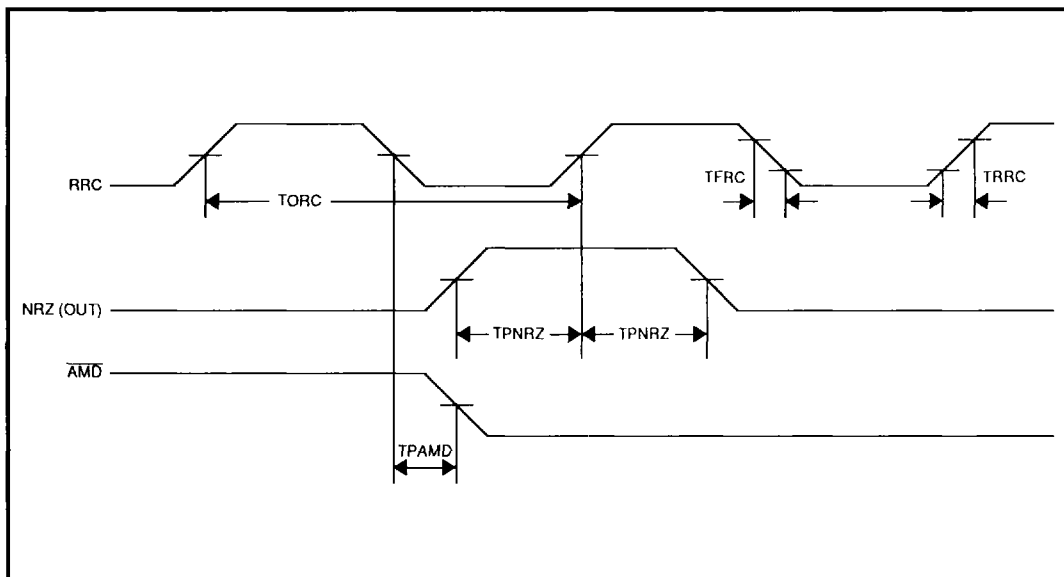 RRC
TORC
TFRC
TRRC
NRZ (OUT)
TPNRZ
TPNRZ
AMD
TPAMD